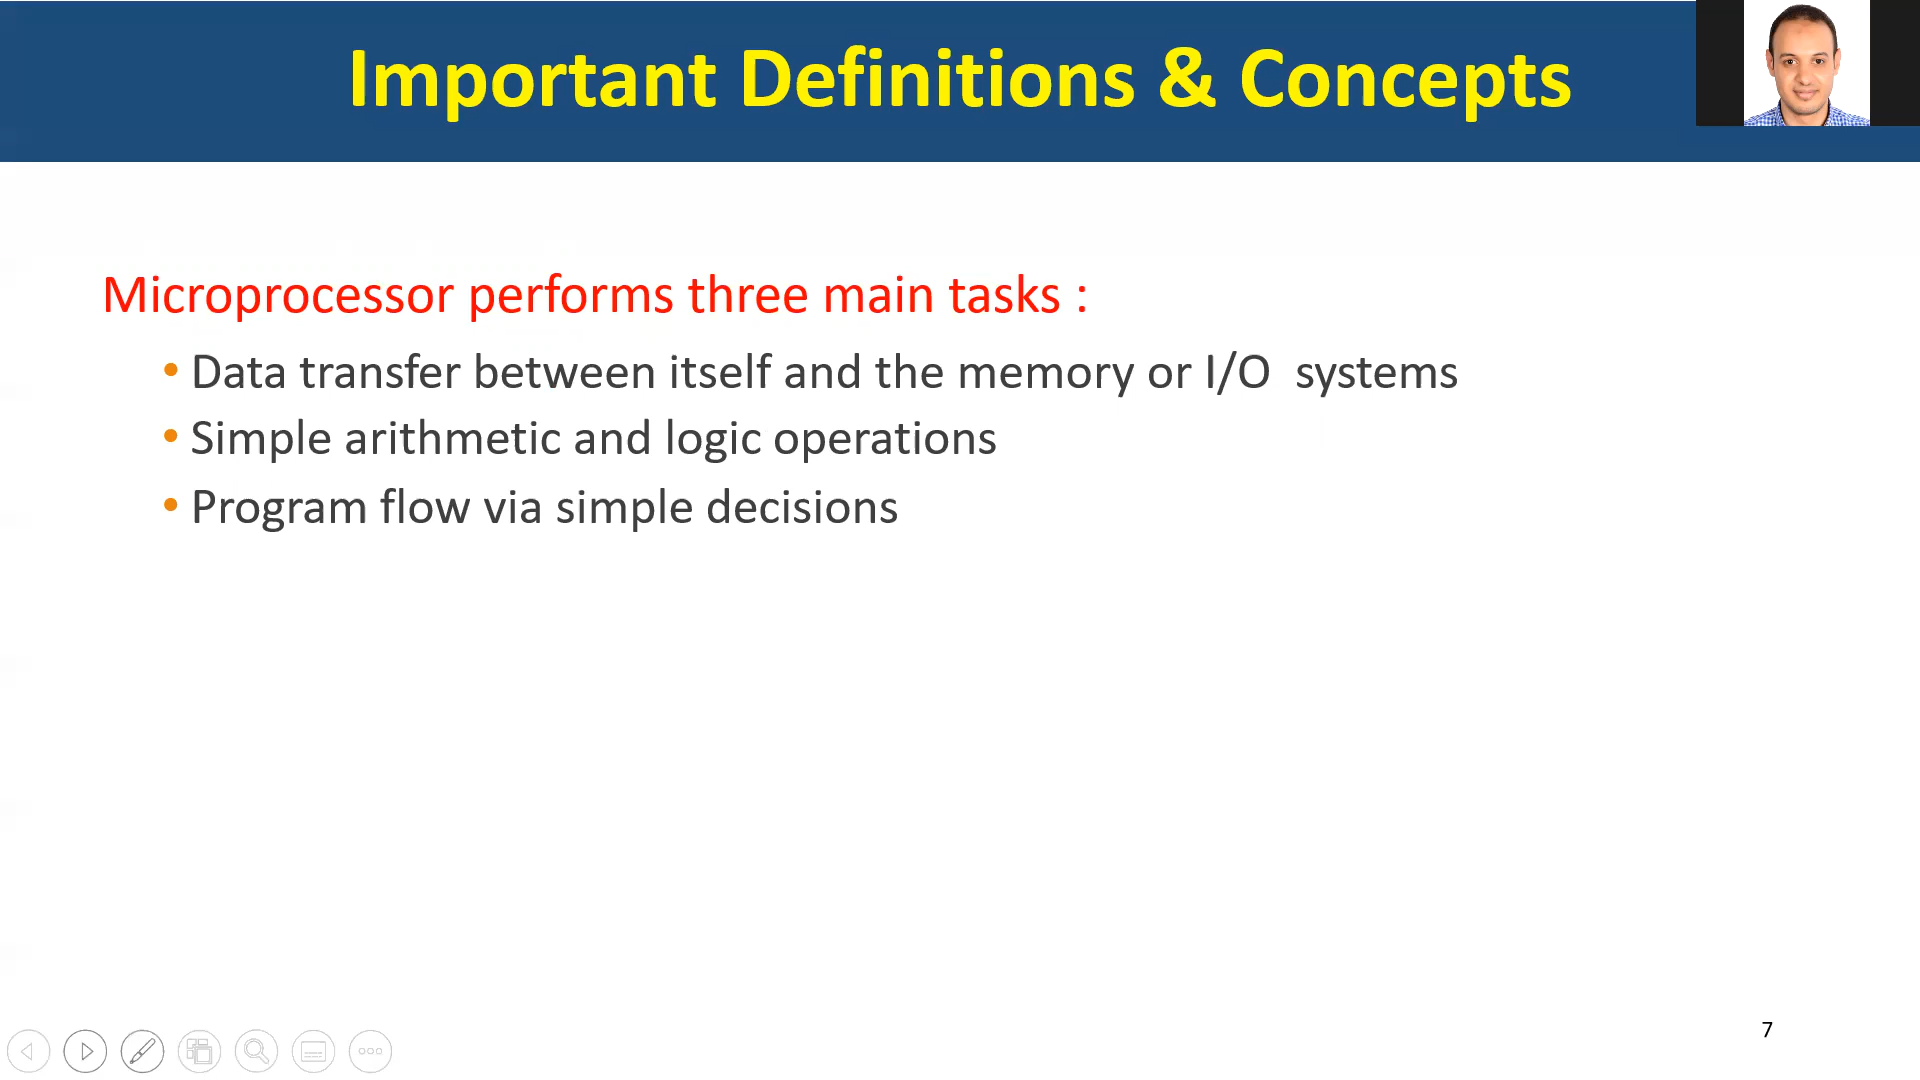 Important Definitions & Concepts
Microprocessor performs three main tasks :
• Data transfer between itself and the memory or I/O  systems
• Simple arithmetic and logic operations
• Program flow via simple decisions
7